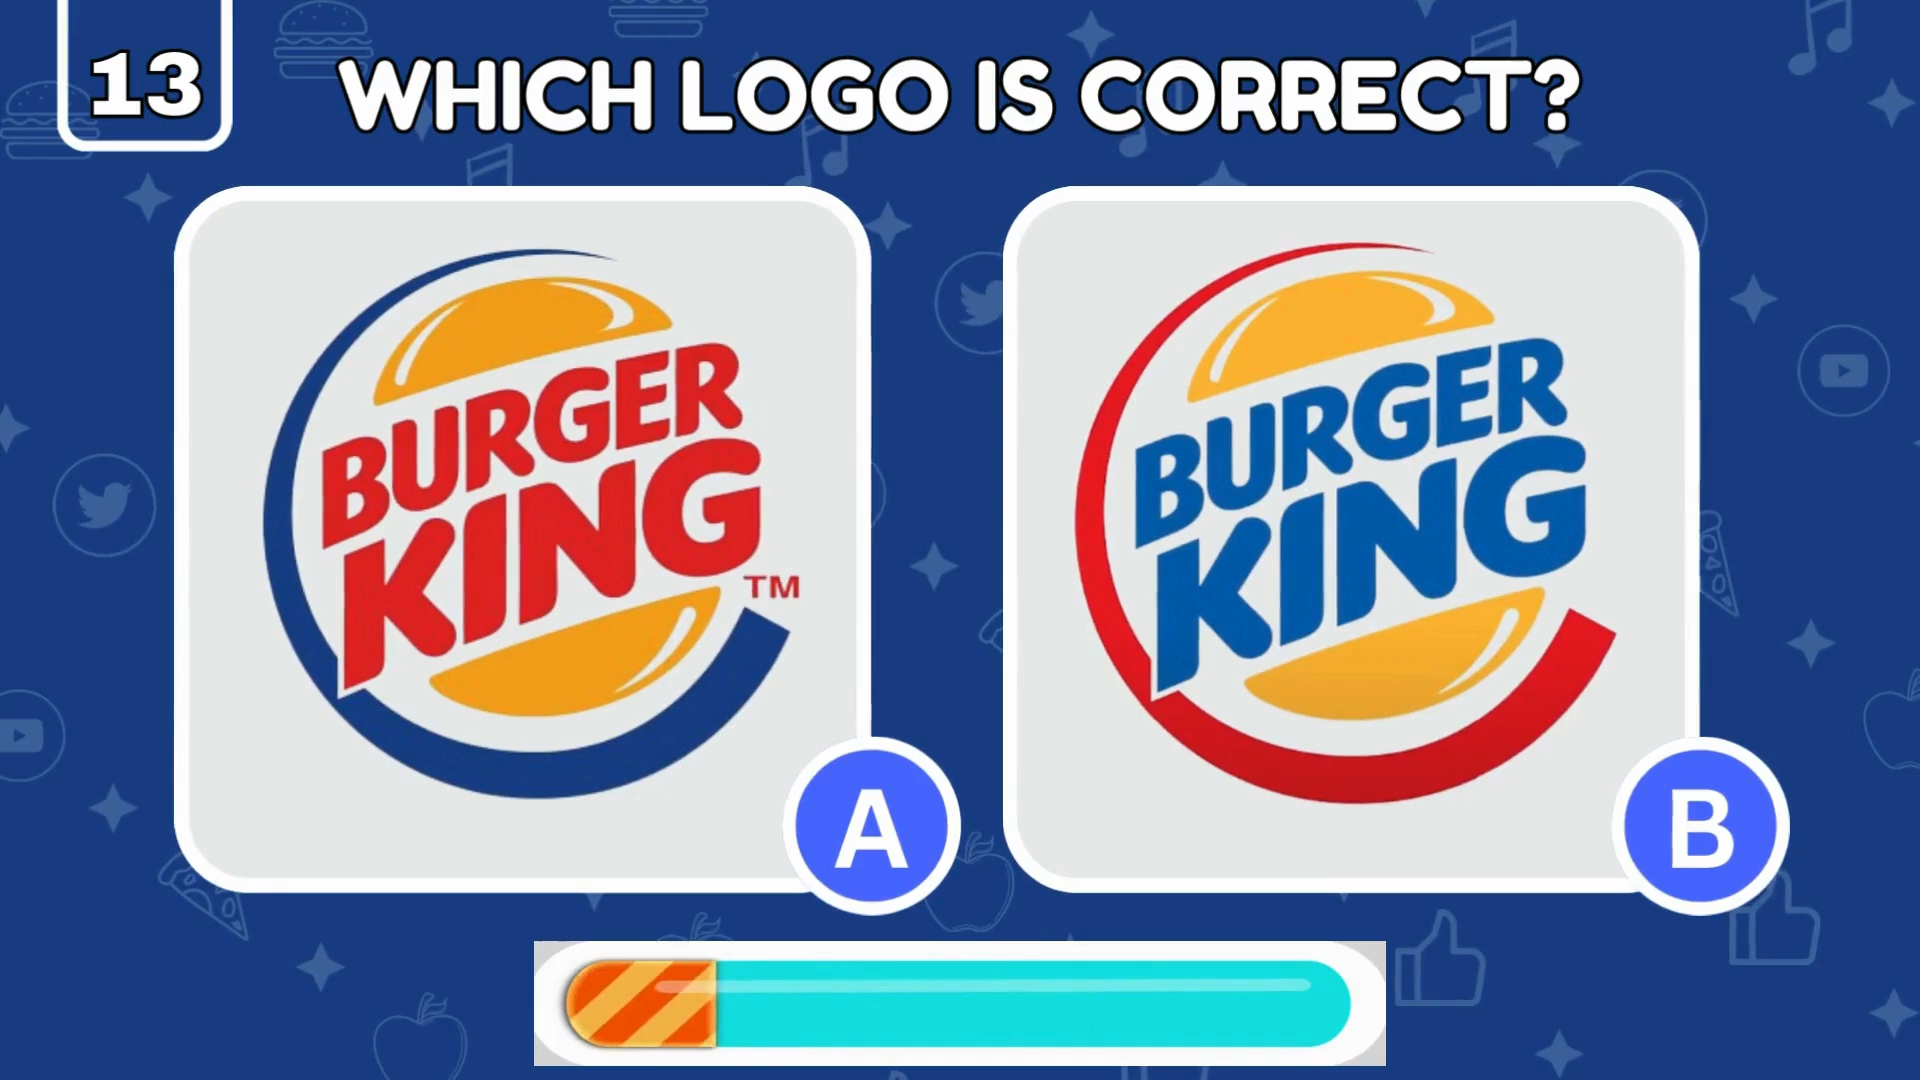 13
WHICH LOGO IS CORRECT?
BURGER
KING
TM
A
BURGER
KING
B